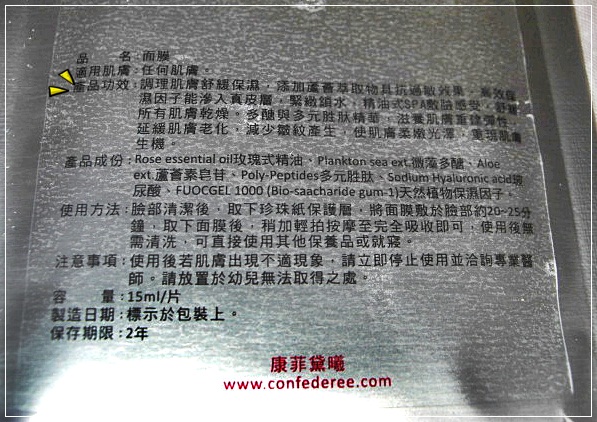 品　　名：面膜
適用肌膚：任何肌膚。
產品功效：調理肌膚舒緩保濕，添加蘆薈萃取物具抗過敏效果，高效保
濕因子能滲入真皮層，緊緻鎖水，精油式SPA敷臉感受，舒緩
所有肌膚乾燥。多醣與多元胜肽精華，滋養肌膚重建彈性，
延緩肌膚老化，減少皺紋產生，使肌膚柔嫩光澤，重現肌膚
生機。
產品成份：Rose essential oil玫瑰式精油、Plankton sea ext.微藻多醣、Aloe
ext.蘆薈素皂甘、Poly-Peptides多元胜肽、Sodium Hyaluronic acid玻
尿酸、FUOCGEL 1000 (Bio-saacharide gum-1)天然植物保濕因子。
使用方法：臉部清潔後，取下珍珠紙保護層，將面膜敷於臉部約20~25分
鐘，取下面膜後，稍加輕拍按摩至完全吸收即可，使用後無
需清洗，可直接使用其他保養品或就寢。
注意事項：使用後若肌膚出現不適現象，請立即停止使用並洽詢專業醫
師。請放置於幼兒無法取得之處。
容　　量：15ml/片
製造日期：標示於包裝上。
保存期限：2年
康菲黛曦
www.confederee.com